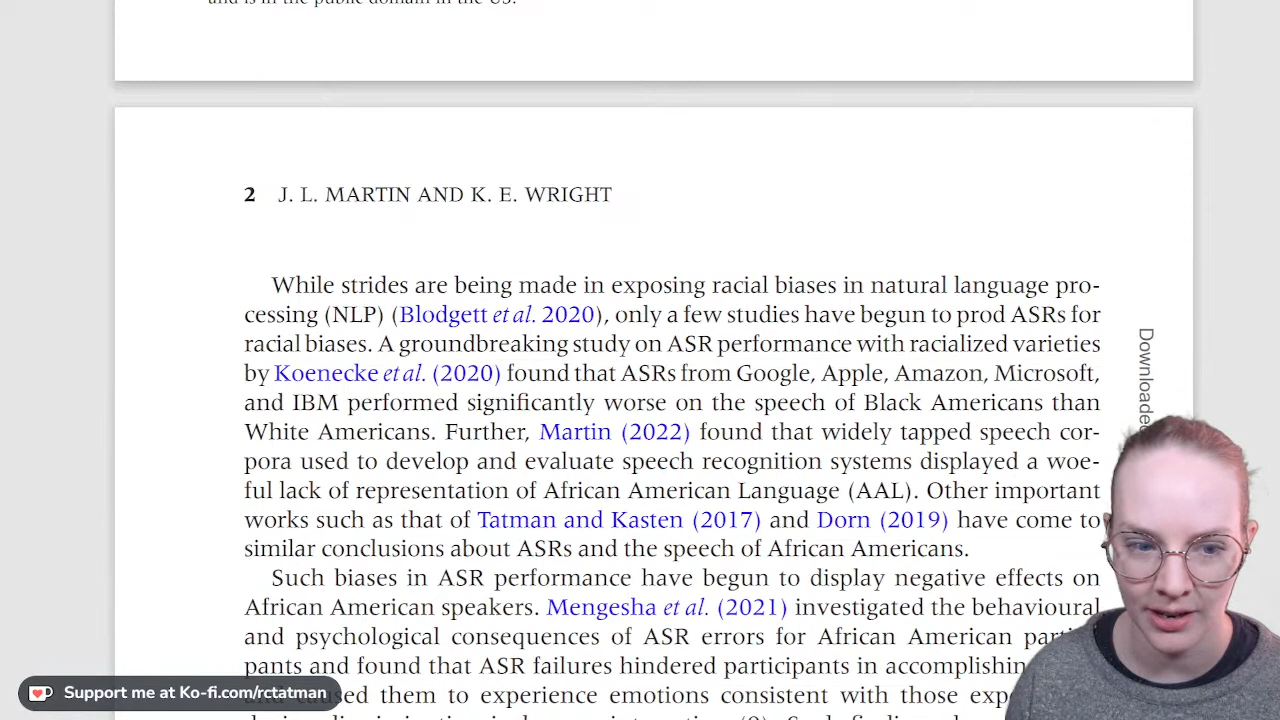 and is in the public domain in the US.
2 J. L. MARTIN AND K. E. WRIGHT
While strides are being made in exposing racial biases in natural language pro-
cessing (NLP) (Blodgett et al. 2020), only a few studies have begun to prod ASRs for
racial biases. A groundbreaking study on ASR performance with racialized varieties
by Koenecke et al. (2020) found that ASRs from Google, Apple, Amazon, Microsoft,
and IBM performed significantly worse on the speech of Black Americans than
White Americans. Further, Martin (2022) found that widely tapped speech cor-
pora used to develop and evaluate speech recognition systems displayed a woe-
ful lack of representation of African American Language (AAL). Other important
works such as that of Tatman and Kasten (2017) and Dorn (2019) have come to
similar conclusions about ASRs and the speech of African Americans.
Such biases in ASR performance have begun to display negative effects on
African American speakers. Mengesha et al. (2021) investigated the behavioural
and psychological consequences of ASR errors for African American
pants and found that ASR failures hindered participants in
them to experience emotions consistent with those
Downloade
Support me at Ko-fi.com/rctatman